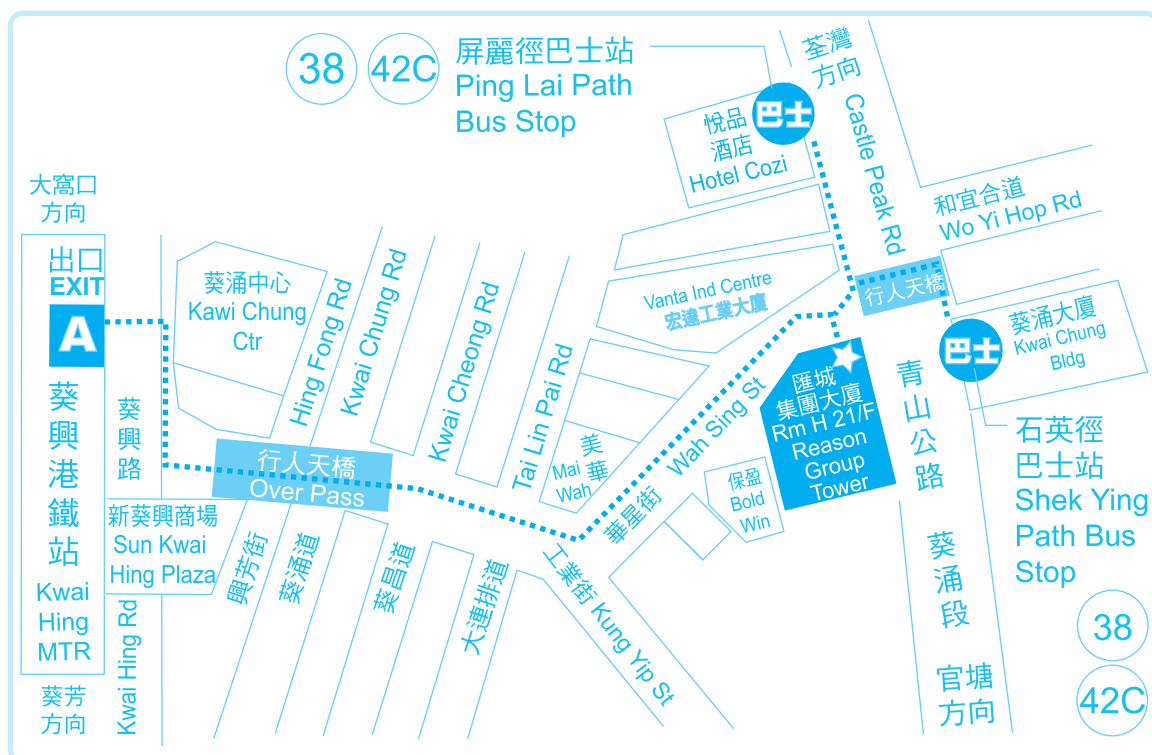 38
42C
屏麗徑巴士站
Ping Lai Path
Bus Stop
荃灣
方向
Castle Peak Rd
巴士
悅品
酒店
Hotel Cozi
和宜合道
Wo Yi Hop Rd
大窩口
方向
出口
EXIT
A
葵興港鐵站
Kwai
Hing
MTR
葵芳
方向
葵興路
Kwai Hing Rd
葵涌中心
Kawi Chung
Ctr
Hing Fong Rd
Kwai Chung Rd
Kwai Cheong Rd
Tai Lin Pai Rd
行人天橋
Over Pass
新葵興商場
Sun Kwai
Hing Plaza
興芳街
葵涌道
葵昌道
大連排道
工業街 Kung Yip St
美華
Mai
Wah
華星街
Wah Sing St
Vanta Ind Centre
宏達工業大廈
行人天橋
匯城
集團大廈
Rm H 21/F
Reason
Group
Tower
保盈
Bold
Win
青山公路
葵涌段
官塘
方向
巴士
葵涌大廈
Kwai Chung
Bldg
石英徑
巴士站
Shek Ying
Path Bus
Stop
38
42C